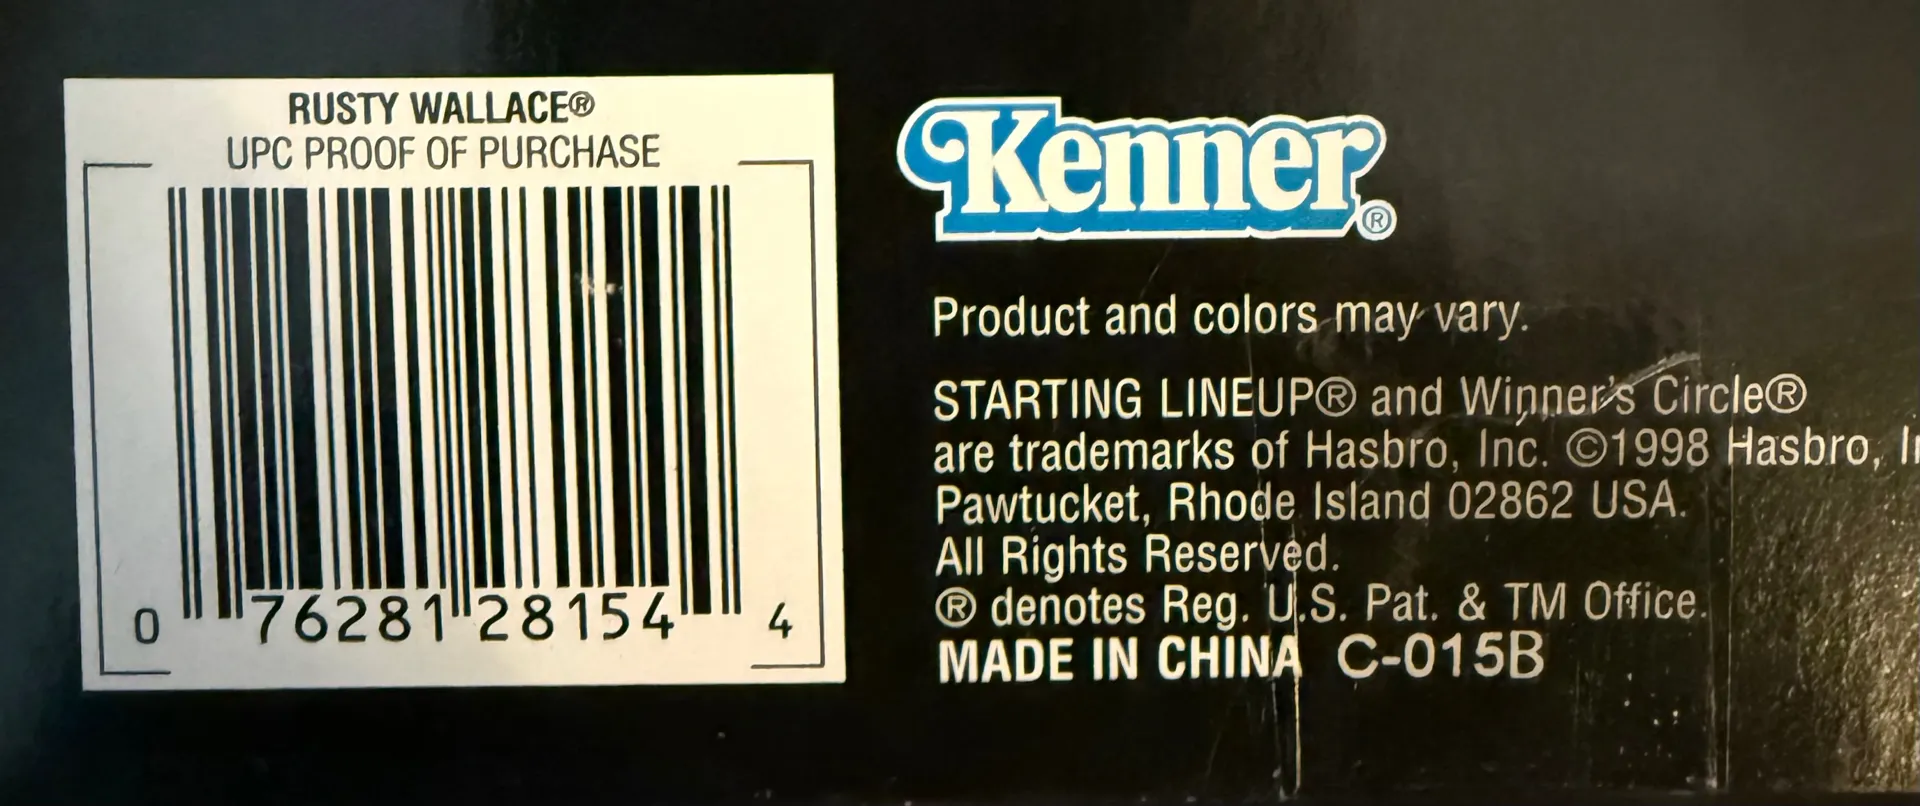 RUSTY WALLACE®
UPC PROOF OF PURCHASE
0 76281 28154 4
Kenner®
Product and colors may vary.
STARTING LINEUP® and Winner's Circle®
are trademarks of Hasbro, Inc. ©1998 Hasbro,
Pawtucket, Rhode Island 02862 USA.
All Rights Reserved.
® denotes Reg. U.S. Pat. & TM Office.
MADE IN CHINA C-015B